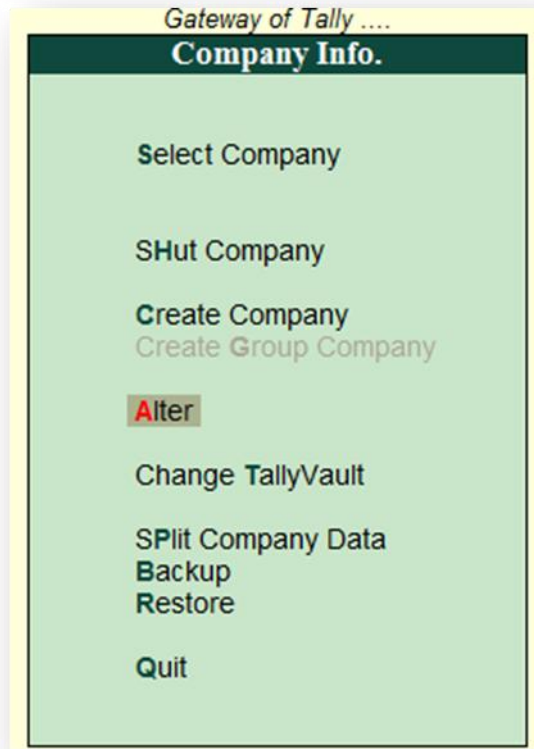 Gateway of Tally ....
Company Info.
Select Company
SHut Company
Create Company
Create Group Company
Alter
Change TallyVault
SPlit Company Data
Backup
Restore
Quit